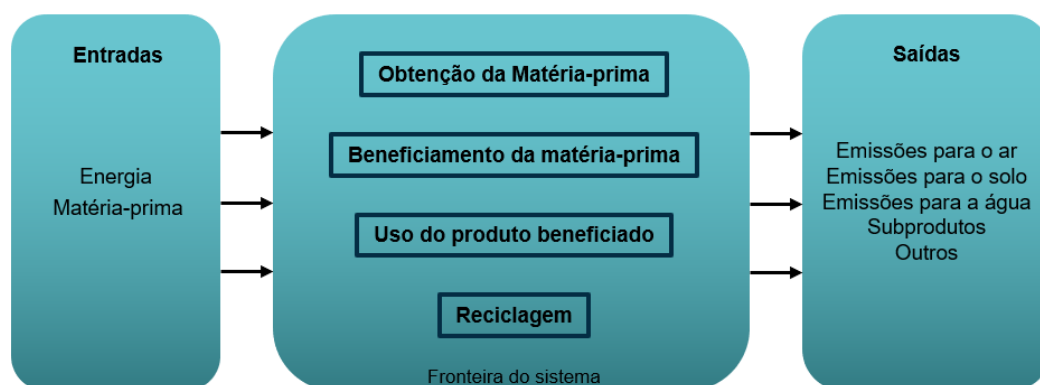 Entradas
Energia
Matéria-prima
Obtenção da Matéria-prima
Beneficiamento da matéria-prima
Uso do produto beneficiado
Reciclagem
Fronteira do sistema
Saídas
Emissões para o ar
Emissões para o solo
Emissões para a água
Subprodutos
Outros